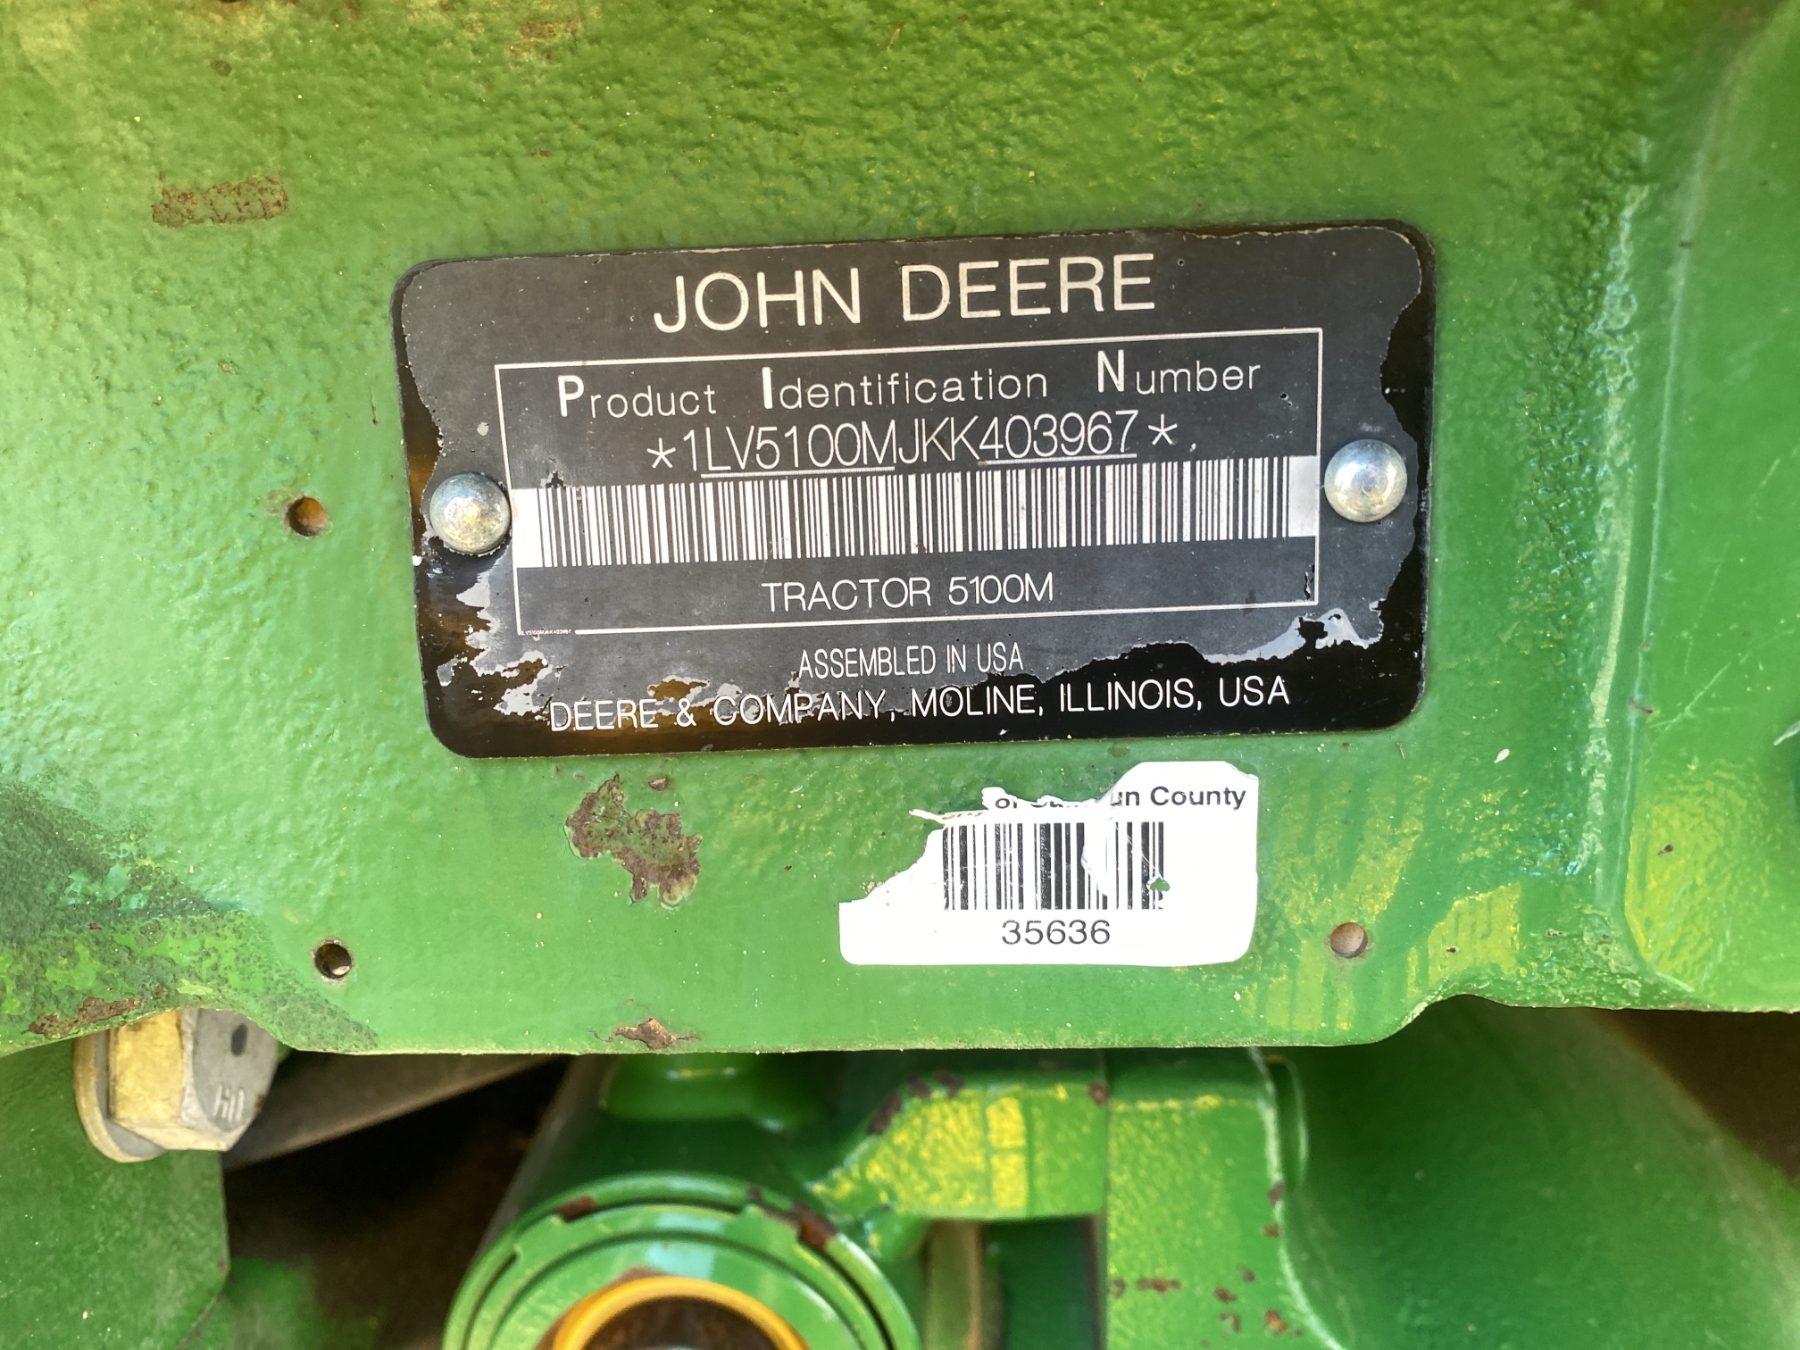 JOHN DEERE
Product Identification Number
*1LV5100MJKK403967*
TRACTOR 5100M
ASSEMBLED IN USA
DEERE & COMPANY, MOLINE, ILLINOIS, USA
County
35636